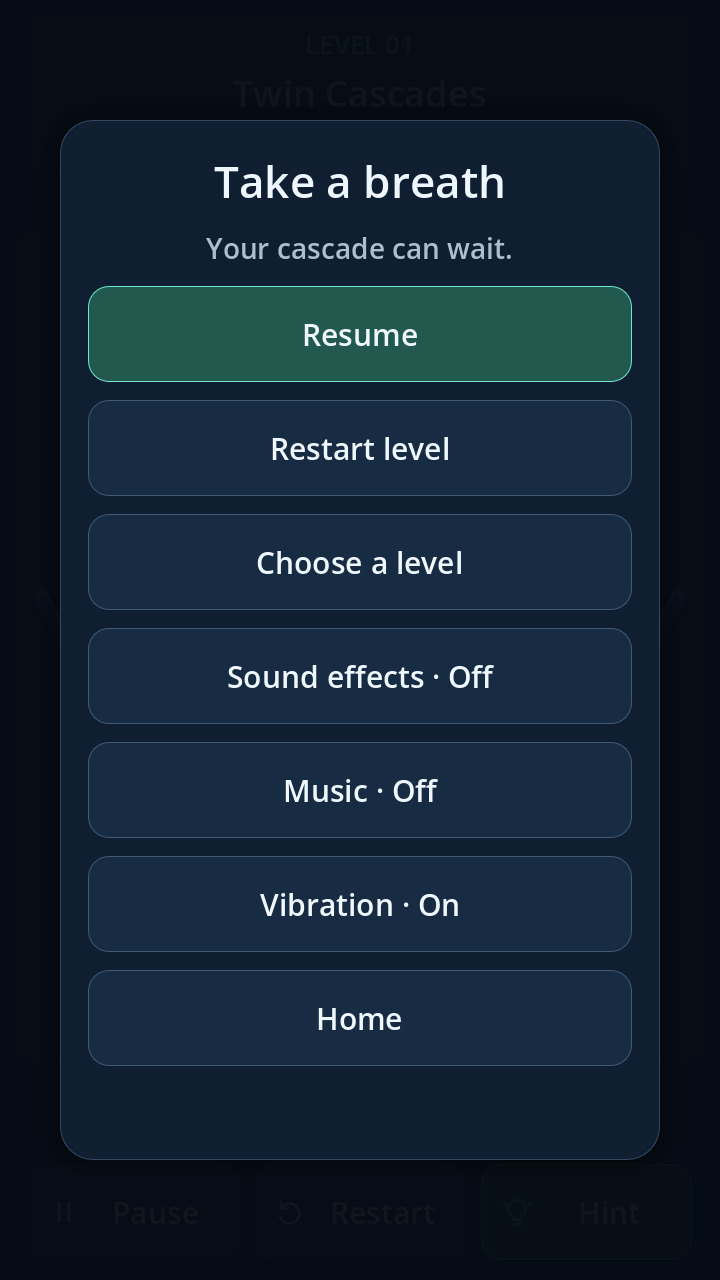 LEVEL 01
Twin Cascades
Take a breath
Your cascade can wait.
Resume
Restart level
Choose a level
Sound effects · Off
Music · Off
Vibration · On
Home
Pause
Restart
Hint